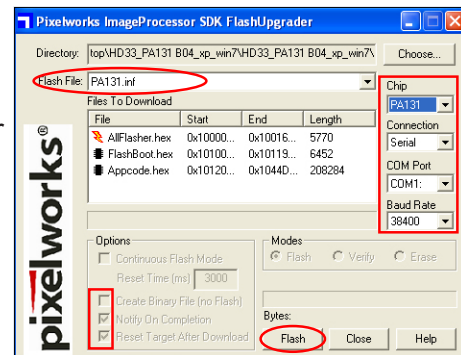 Pixelworks ImageProcessor SDK FlashUpgrader
Directory: top\HD33_PA131 B04_xp_win7\HD33_PA131 B04_xp_win7\ Choose...
Flash File: PA131.inf
Chip
PA131
Files To Download
File Start End Length
AllFlasher.hex 0x10000... 0x10016... 5770
FlashBoot.hex 0x10100... 0x10119... 6452
Appcode.hex 0x10120... 0x1044D... 208284
Connection
Serial
COM Port
COM1:
Baud Rate
38400
pixelworks®
Options
Continuous Flash Mode
Reset Time (ms) 3000
Create Binary File (no Flash)
Notify On Completion
Reset Target After Download
Modes
Flash Verify Erase
Bytes:
Flash Close Help